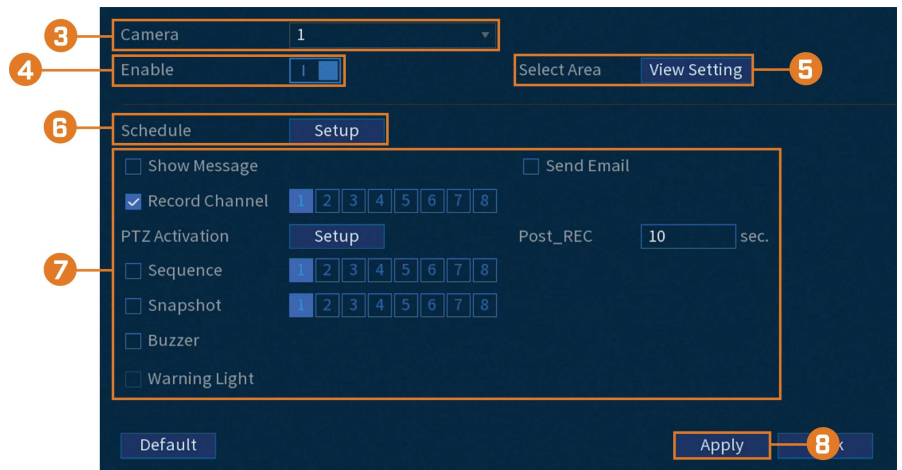 3 Camera 1
4 Enable I Select Area View Setting 5
6 Schedule Setup
Show Message Send Email
Record Channel 1 2 3 4 5 6 7 8
PTZ Activation Setup Post_REC 10 sec.
7 Sequence 1 2 3 4 5 6 7 8
Snapshot 1 2 3 4 5 6 7 8
Buzzer
Warning Light
Default Apply 8